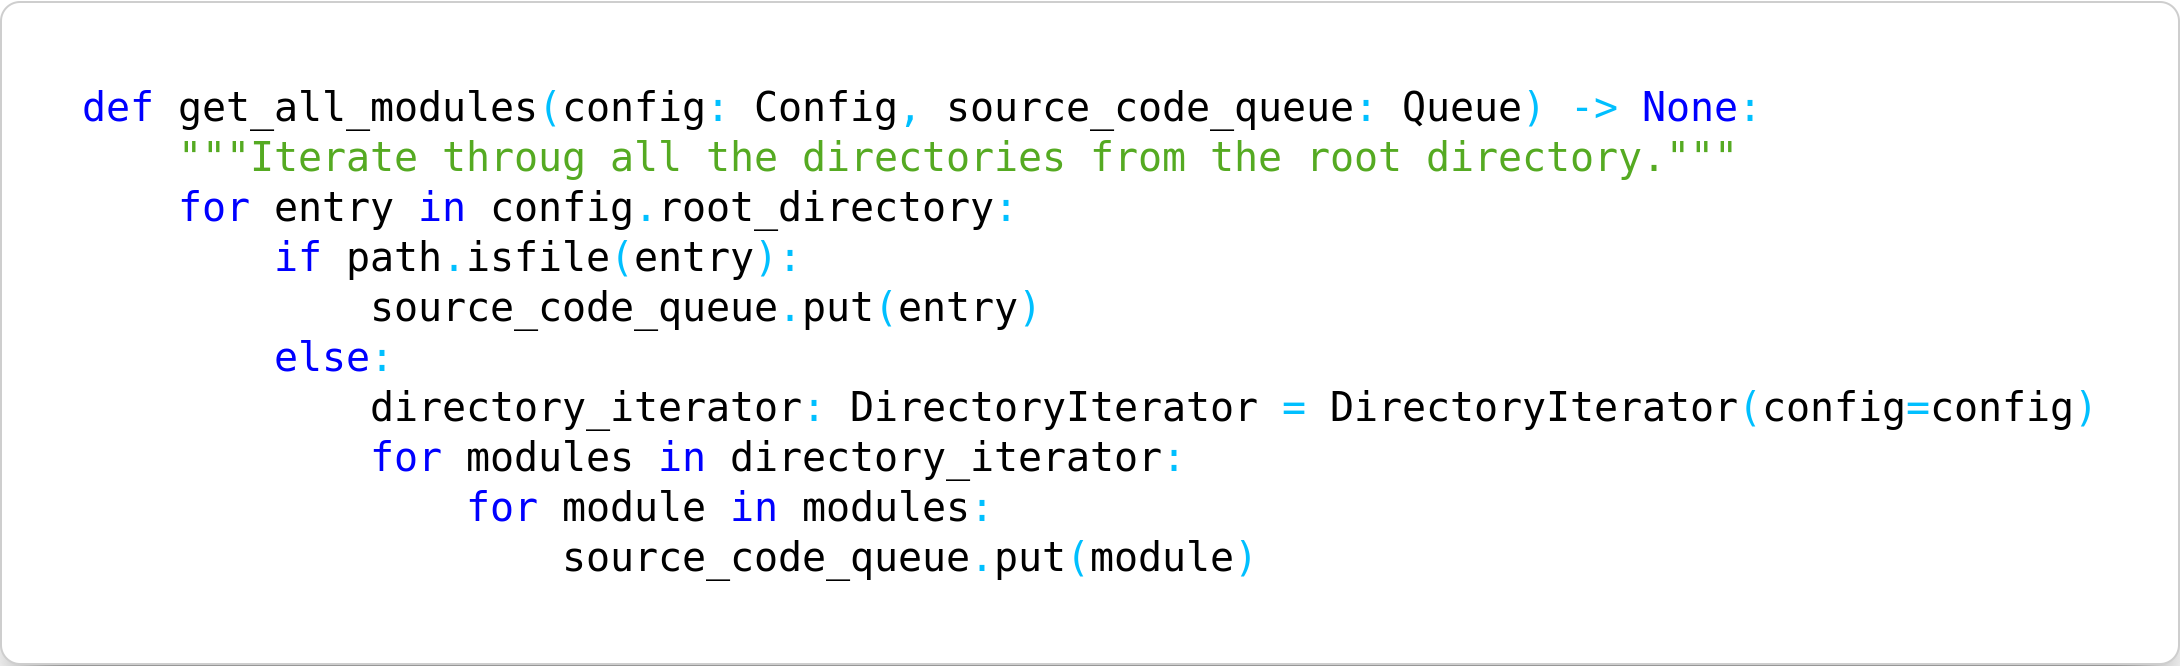 def get_all_modules(config: Config, source_code_queue: Queue) -> None:
    """Iterate throug all the directories from the root directory."""
    for entry in config.root_directory:
        if path.isfile(entry):
            source_code_queue.put(entry)
        else:
            directory_iterator: DirectoryIterator = DirectoryIterator(config=config)
            for modules in directory_iterator:
                for module in modules:
                    source_code_queue.put(module)